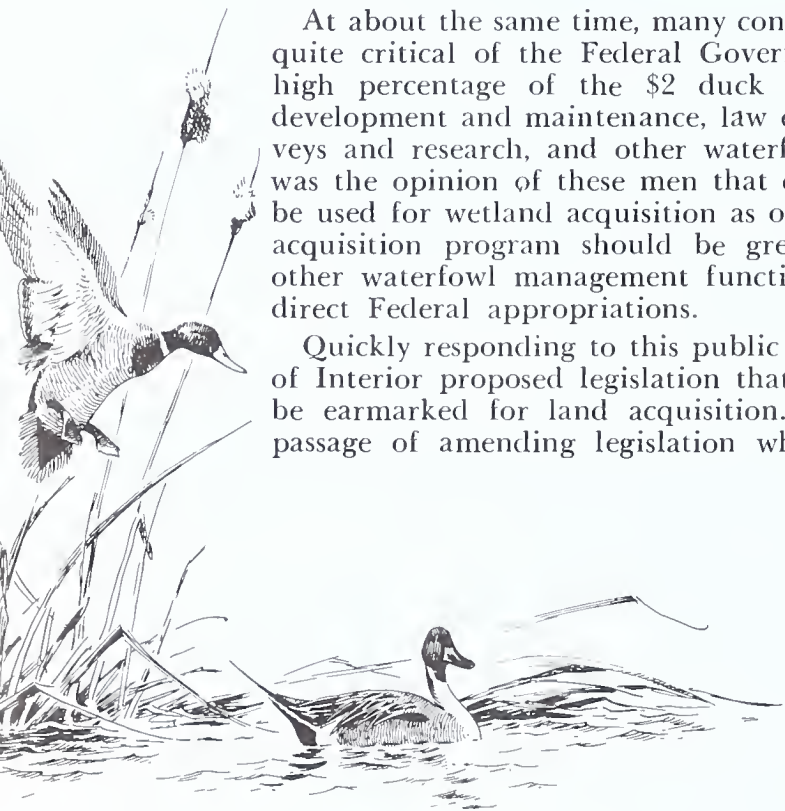 At about the same time, many con
quite critical of the Federal Gover
high percentage of the $2 duck
development and maintenance, law e
veys and research, and other waterf
was the opinion of these men that
be used for wetland acquisition as o
acquisition program should be gre
other waterfowl management functi
direct Federal appropriations.
Quickly responding to this public
of Interior proposed legislation that
be earmarked for land acquisition.
passage of amending legislation wh